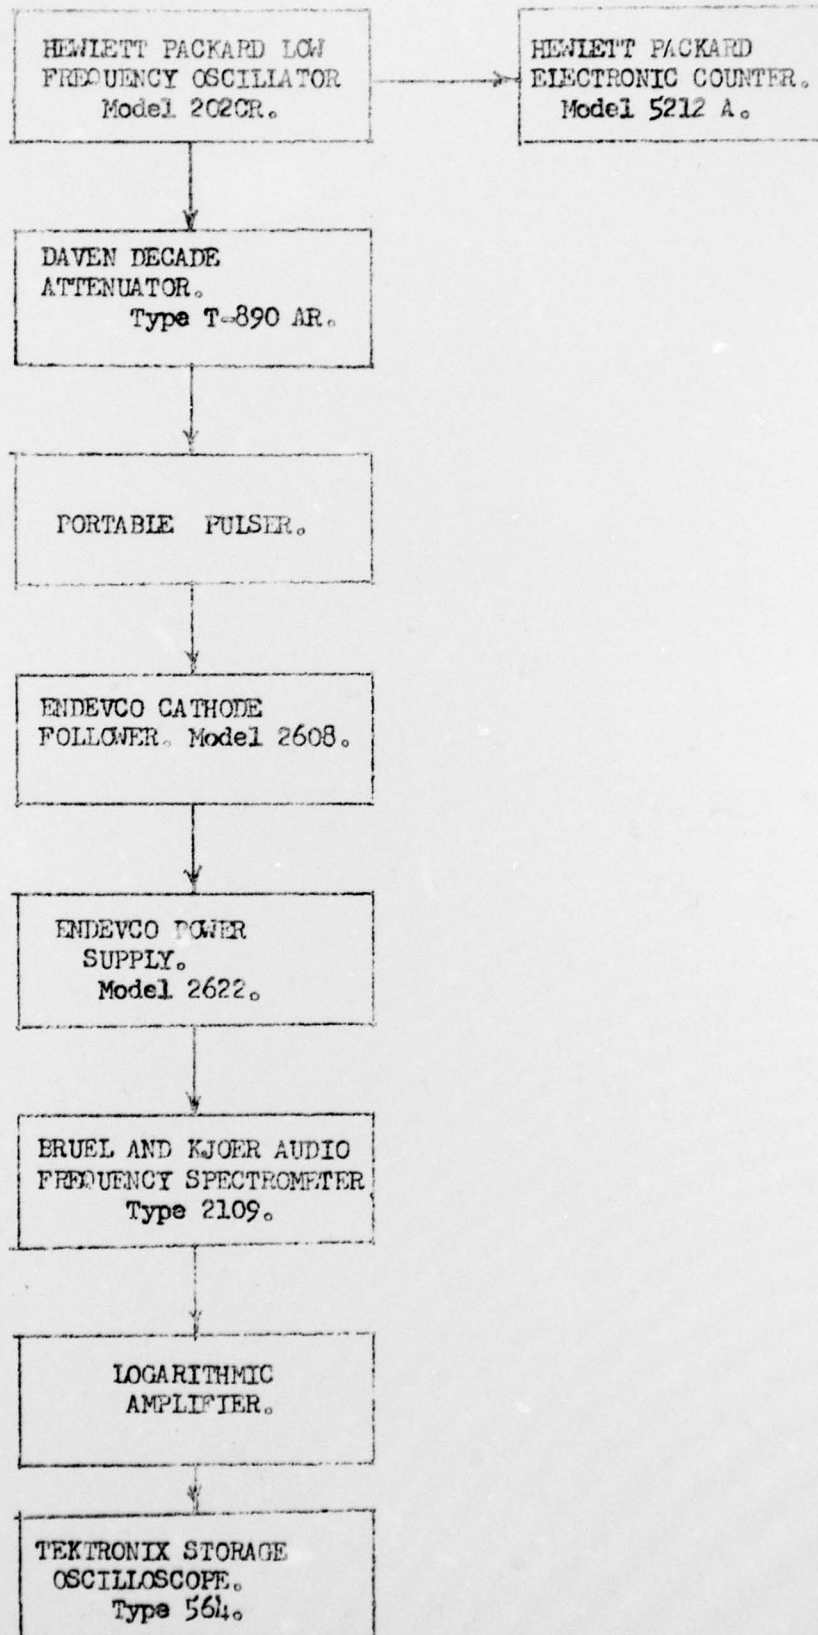 HEWLETT PACKARD LOW
FREQUENCY OSCILLATOR
Model 202CR.
HEWLETT PACKARD
ELECTRONIC COUNTER.
Model 5212 A.
DAVEN DECADE
ATTENUATOR.
Type T-890 AR.
PORTABLE PULSER.
ENDEVCO CATHODE
FOLLOWER. Model 2608.
ENDEVCO POWER
SUPPLY.
Model 2622.
BRUEL AND KJOER AUDIO
FREQUENCY SPECTROMETER
Type 2109.
LOGARITHMIC
AMPLIFIER.
TEKTRONIX STORAGE
OSCILLOSCOPE.
Type 564.